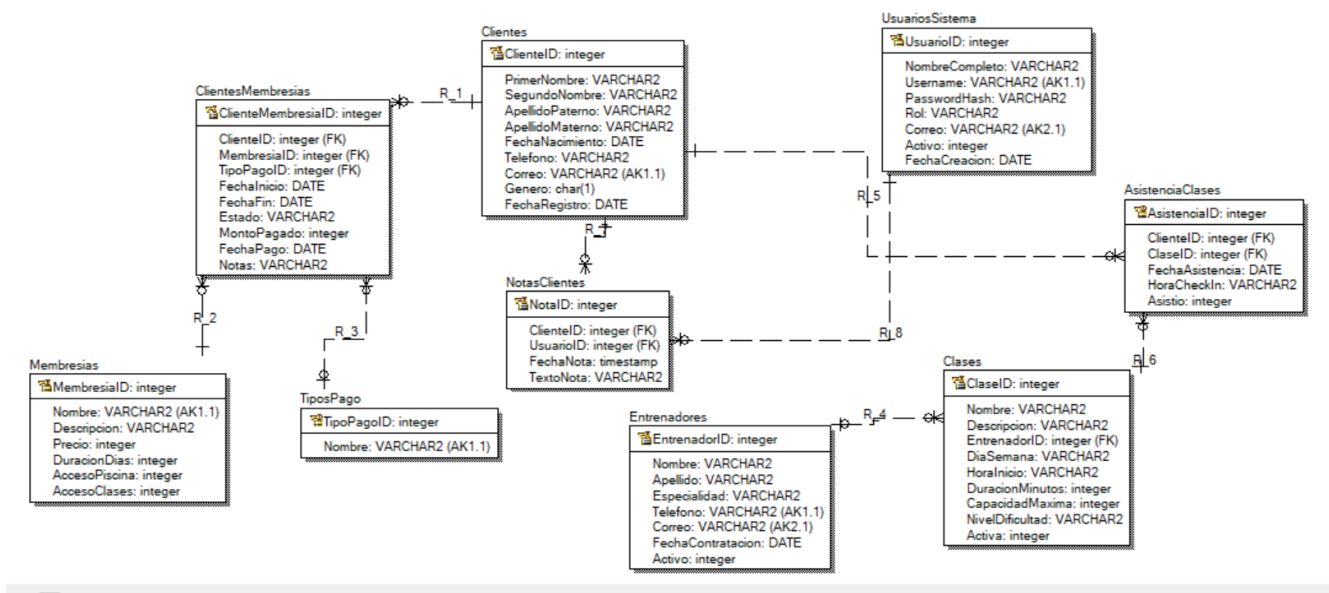 UsuariosSistema
UsuarioID: integer
NombreCompleto: VARCHAR2
Username: VARCHAR2 (AK1.1)
PasswordHash: VARCHAR2
Rol: VARCHAR2
Correo: VARCHAR2 (AK2.1)
Activo: integer
FechaCreacion: DATE
Clientes
ClienteID: integer
PrimerNombre: VARCHAR2
SegundoNombre: VARCHAR2
ApellidoPaterno: VARCHAR2
ApellidoMaterno: VARCHAR2
FechaNacimiento: DATE
Telefono: VARCHAR2
Correo: VARCHAR2 (AK1.1)
Genero: char(1)
FechaRegistro: DATE
ClientesMembresias
ClienteMembresiaID: integer
ClienteID: integer (FK)
MembresiaID: integer (FK)
TipoPagoID: integer (FK)
FechaInicio: DATE
FechaFin: DATE
Estado: VARCHAR2
MontoPagado: integer
FechaPago: DATE
Notas: VARCHAR2
R_1
R_5
AsistenciaClases
AsistenciaID: integer
ClienteID: integer (FK)
ClaseID: integer (FK)
FechaAsistencia: DATE
HoraCheckIn: VARCHAR2
Asistio: integer
R_7
NotasClientes
NotaID: integer
ClienteID: integer (FK)
UsuarioID: integer (FK)
FechaNota: timestamp
TextoNota: VARCHAR2
R_2
R_3
R_8
R_6
Membresias
MembresiaID: integer
Nombre: VARCHAR2 (AK1.1)
Descripcion: VARCHAR2
Precio: integer
DuracionDias: integer
AccesoPiscina: integer
AccesoClases: integer
TiposPago
TipoPagoID: integer
Nombre: VARCHAR2 (AK1.1)
Clases
ClaseID: integer
Nombre: VARCHAR2
Descripcion: VARCHAR2
EntrenadorID: integer (FK)
DiaSemana: VARCHAR2
HoraInicio: VARCHAR2
DuracionMinutos: integer
CapacidadMaxima: integer
NivelDificultad: VARCHAR2
Activa: integer
R_4
Entrenadores
EntrenadorID: integer
Nombre: VARCHAR2
Apellido: VARCHAR2
Especialidad: VARCHAR2
Telefono: VARCHAR2 (AK1.1)
Correo: VARCHAR2 (AK2.1)
FechaContratacion: DATE
Activo: integer